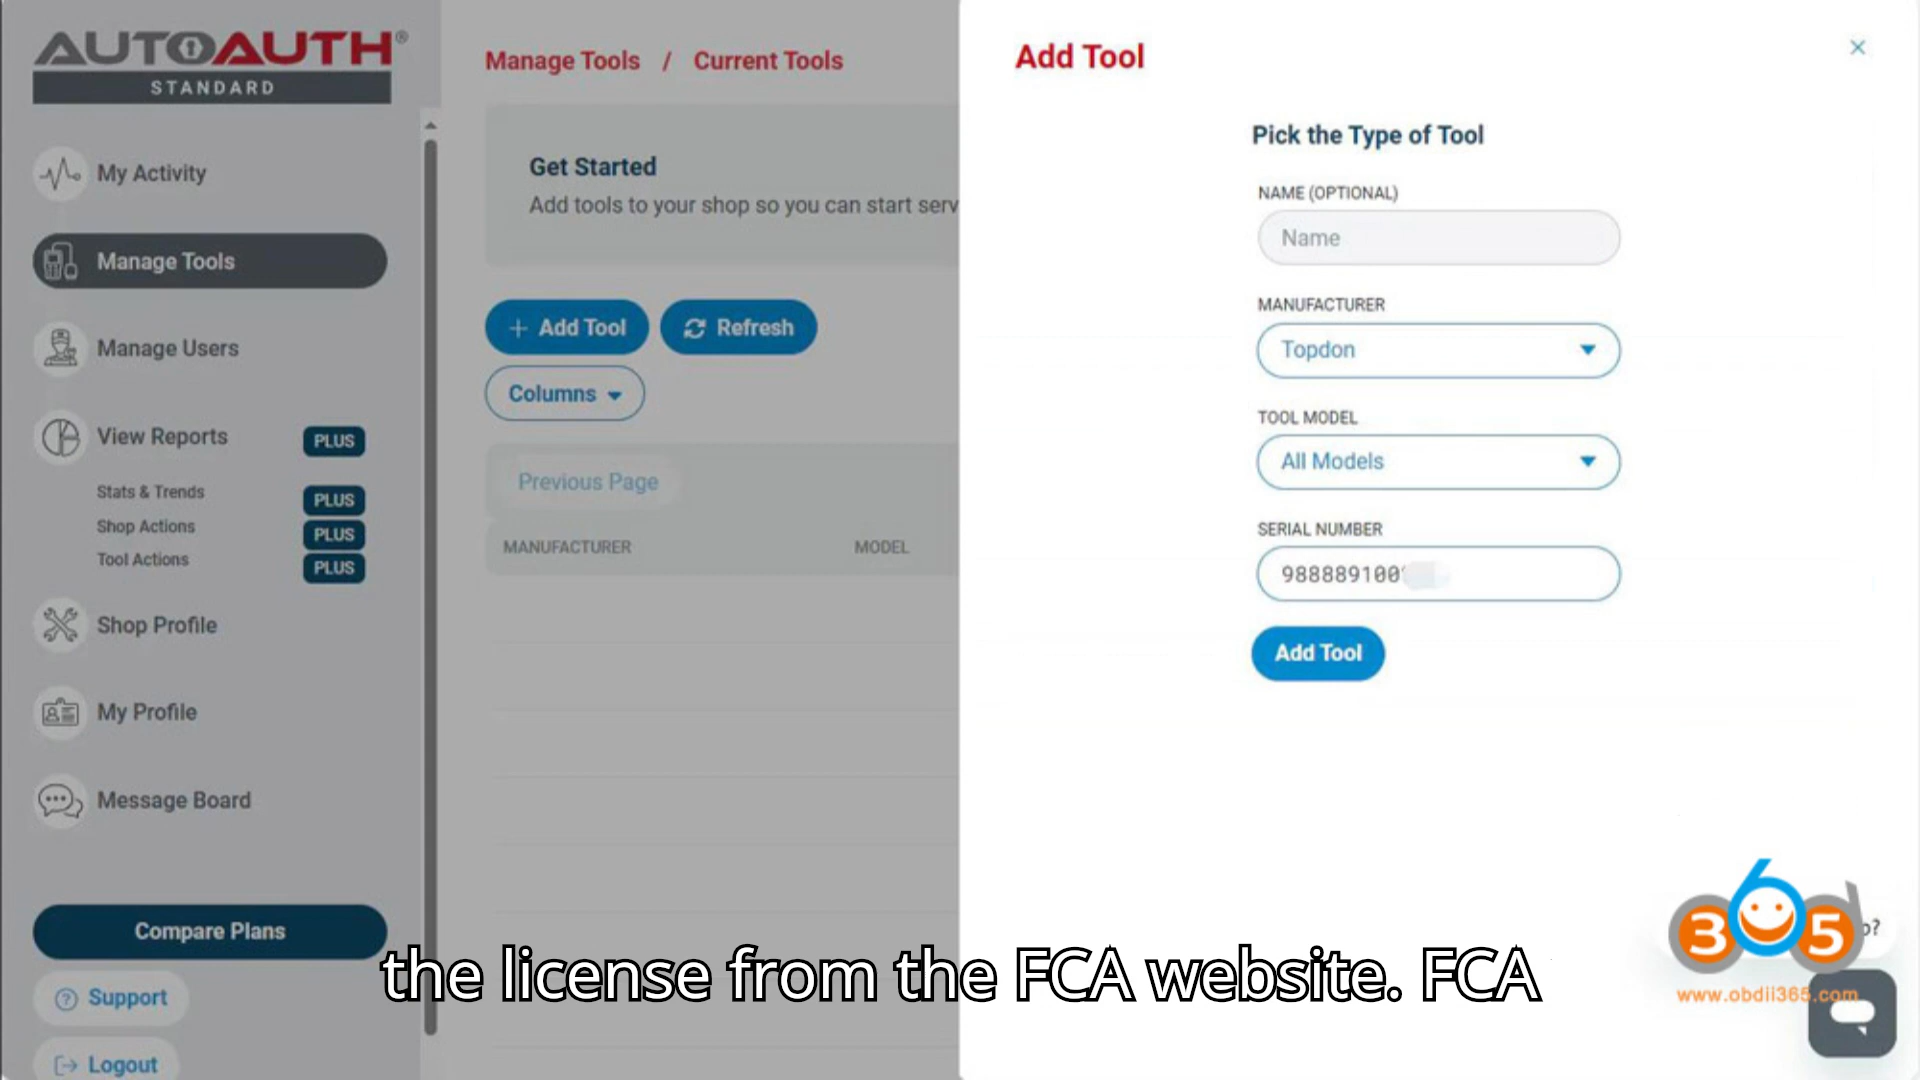 AUTOAUTH®
STANDARD
My Activity
Manage Tools
Manage Users
View Reports PLUS
Stats & Trends PLUS
Shop Actions PLUS
Tool Actions PLUS
Shop Profile
My Profile
Message Board
Compare Plans
Support
Logout
Manage Tools / Current Tools
Get Started
Add tools to your shop so you can start serv
+ Add Tool
Refresh
Columns
Previous Page
MANUFACTURER MODEL
Add Tool
×
Pick the Type of Tool
NAME (OPTIONAL)
Name
MANUFACTURER
Topdon
TOOL MODEL
All Models
SERIAL NUMBER
988889100
Add Tool
365
www.obdii365.com
the license from the FCA website. FCA